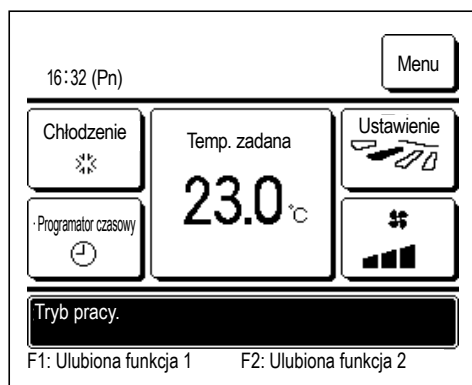 16:32 (Pn)
Menu
Chłodzenie
Temp. zadana
Ustawienie
23.0 °C
· Programator czasowy
Tryb pracy.
F1: Ulubiona funkcja 1 F2: Ulubiona funkcja 2